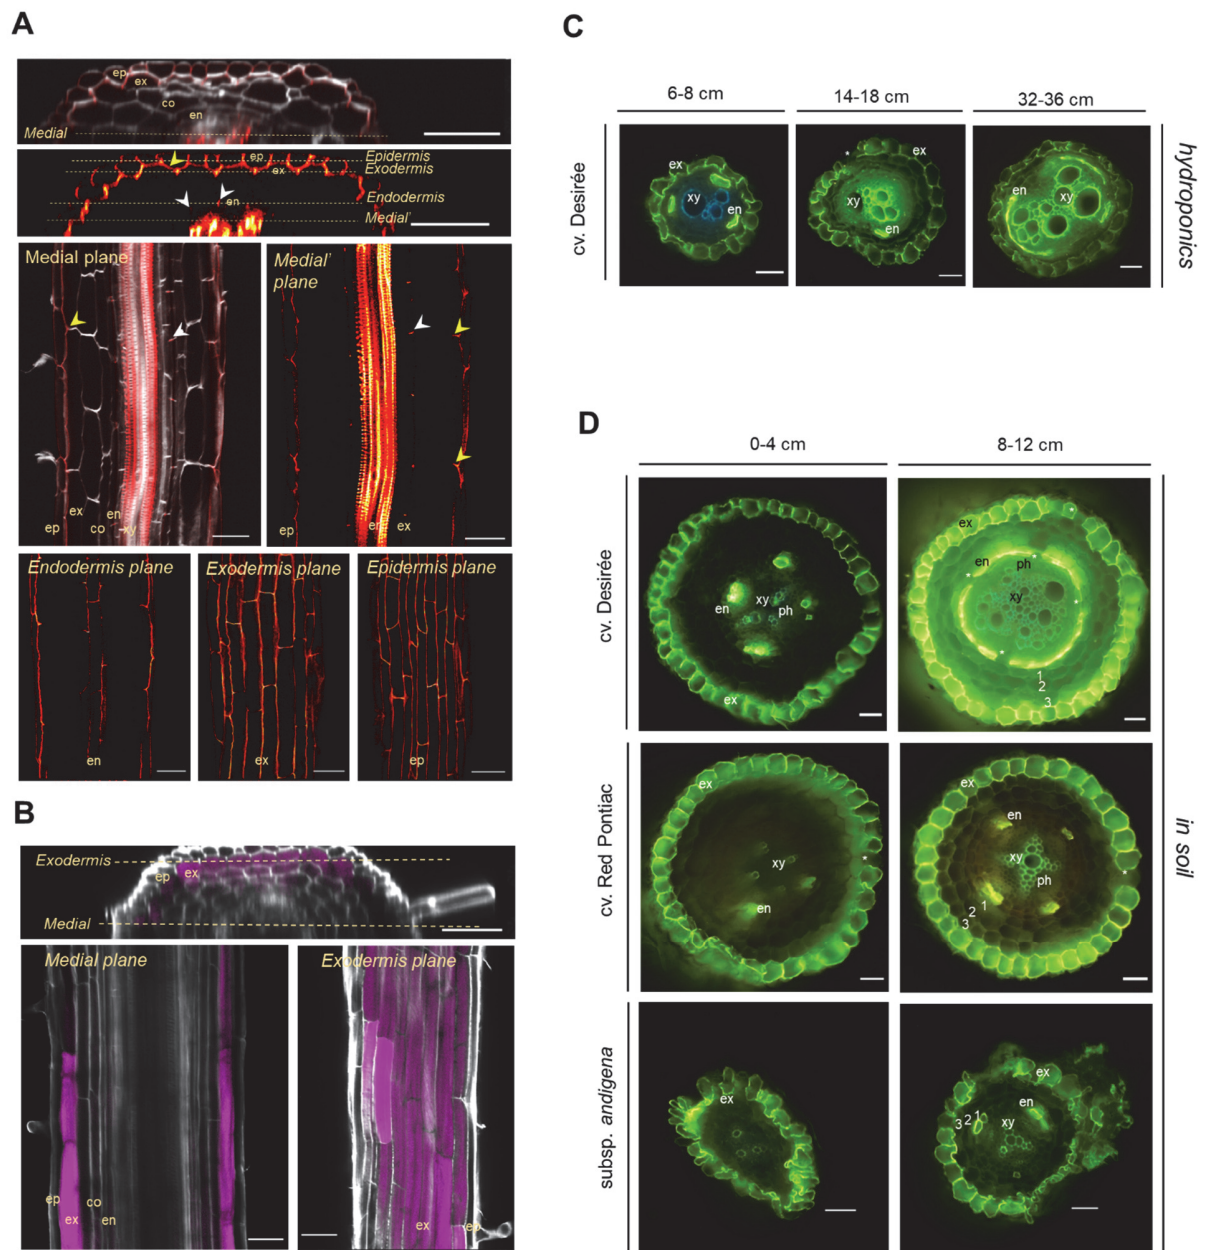 A
ep
ex
co
en
Medial
ep
Epidermis
Exodermis
ex
Endodermis
en
Medial'
Medial plane
Medial'
plane
ex
en
ep
co
xy
ep
en
ex
Endodermis plane
Exodermis plane
Epidermis plane
en
ex
ep
B
Exodermis
ep
ex
Medial
Medial plane
Exodermis plane
ep
co
ex
en
ex
ep
C
6-8 cm
14-18 cm
32-36 cm
cv. Desirée
ex
xy
en
*
ex
xy
en
en
xy
hydroponics
D
0-4 cm
8-12 cm
cv. Desirée
en
xy
ph
ex
ex
*
en
*
ph
*
xy
*
*
1
2
3
cv. Red Pontiac
ex
xy
*
en
ex
en
xy
ph
*
1
2
3
in soil
subsp. andigena
ex
ex
en
3 2 1
xy